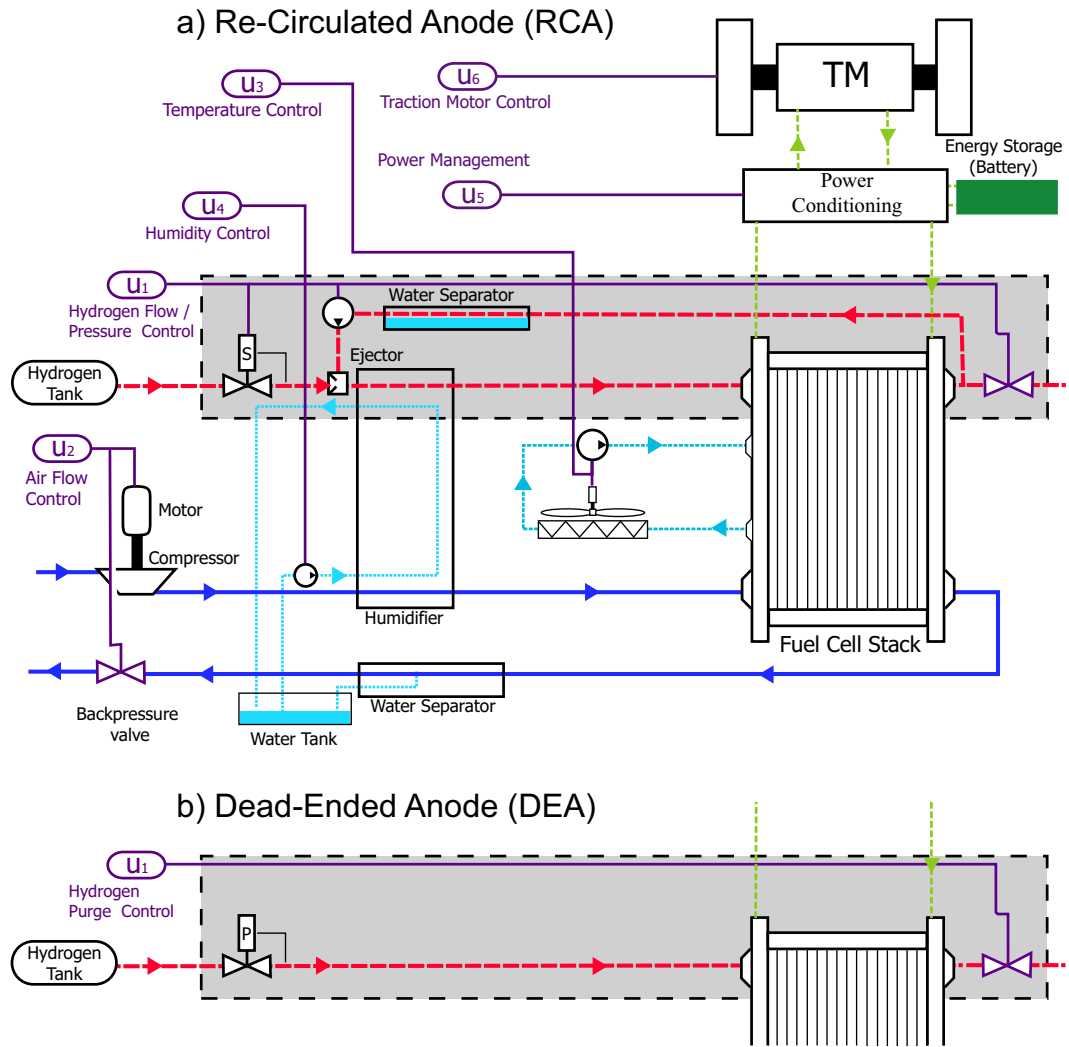 a) Re-Circulated Anode (RCA)
u3
Temperature Control
u6
Traction Motor Control
TM
Energy Storage
(Battery)
Power Management
u5
Power
Conditioning
u4
Humidity Control
u1
Hydrogen Flow /
Pressure Control
Water Separator
S
Ejector
Hydrogen
Tank
u2
Air Flow
Control
Motor
Compressor
Humidifier
Fuel Cell Stack
Backpressure
valve
Water Separator
Water Tank
b) Dead-Ended Anode (DEA)
u1
Hydrogen
Purge Control
P
Hydrogen
Tank